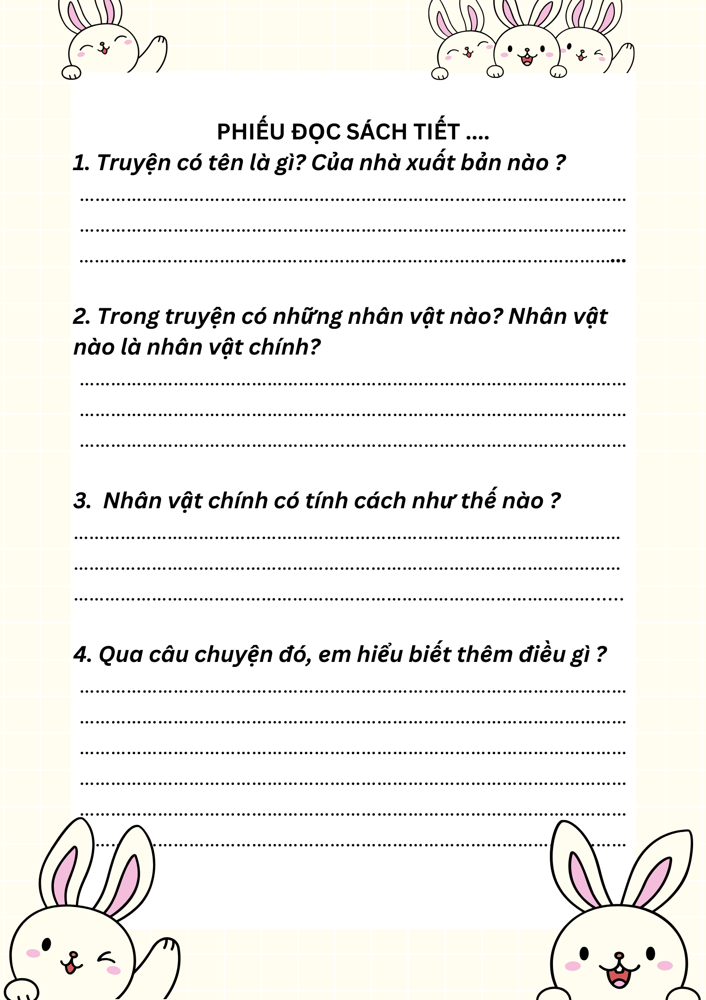 PHIẾU ĐỌC SÁCH TIẾT ....
1. Truyện có tên là gì? Của nhà xuất bản nào ?
........................................................................................................
........................................................................................................
........................................................................................................
2. Trong truyện có những nhân vật nào? Nhân vật
nào là nhân vật chính?
........................................................................................................
........................................................................................................
........................................................................................................
3.  Nhân vật chính có tính cách như thế nào ?
........................................................................................................
........................................................................................................
........................................................................................................
4. Qua câu chuyện đó, em hiểu biết thêm điều gì ?
........................................................................................................
........................................................................................................
........................................................................................................
........................................................................................................
........................................................................................................
........................................................................................................